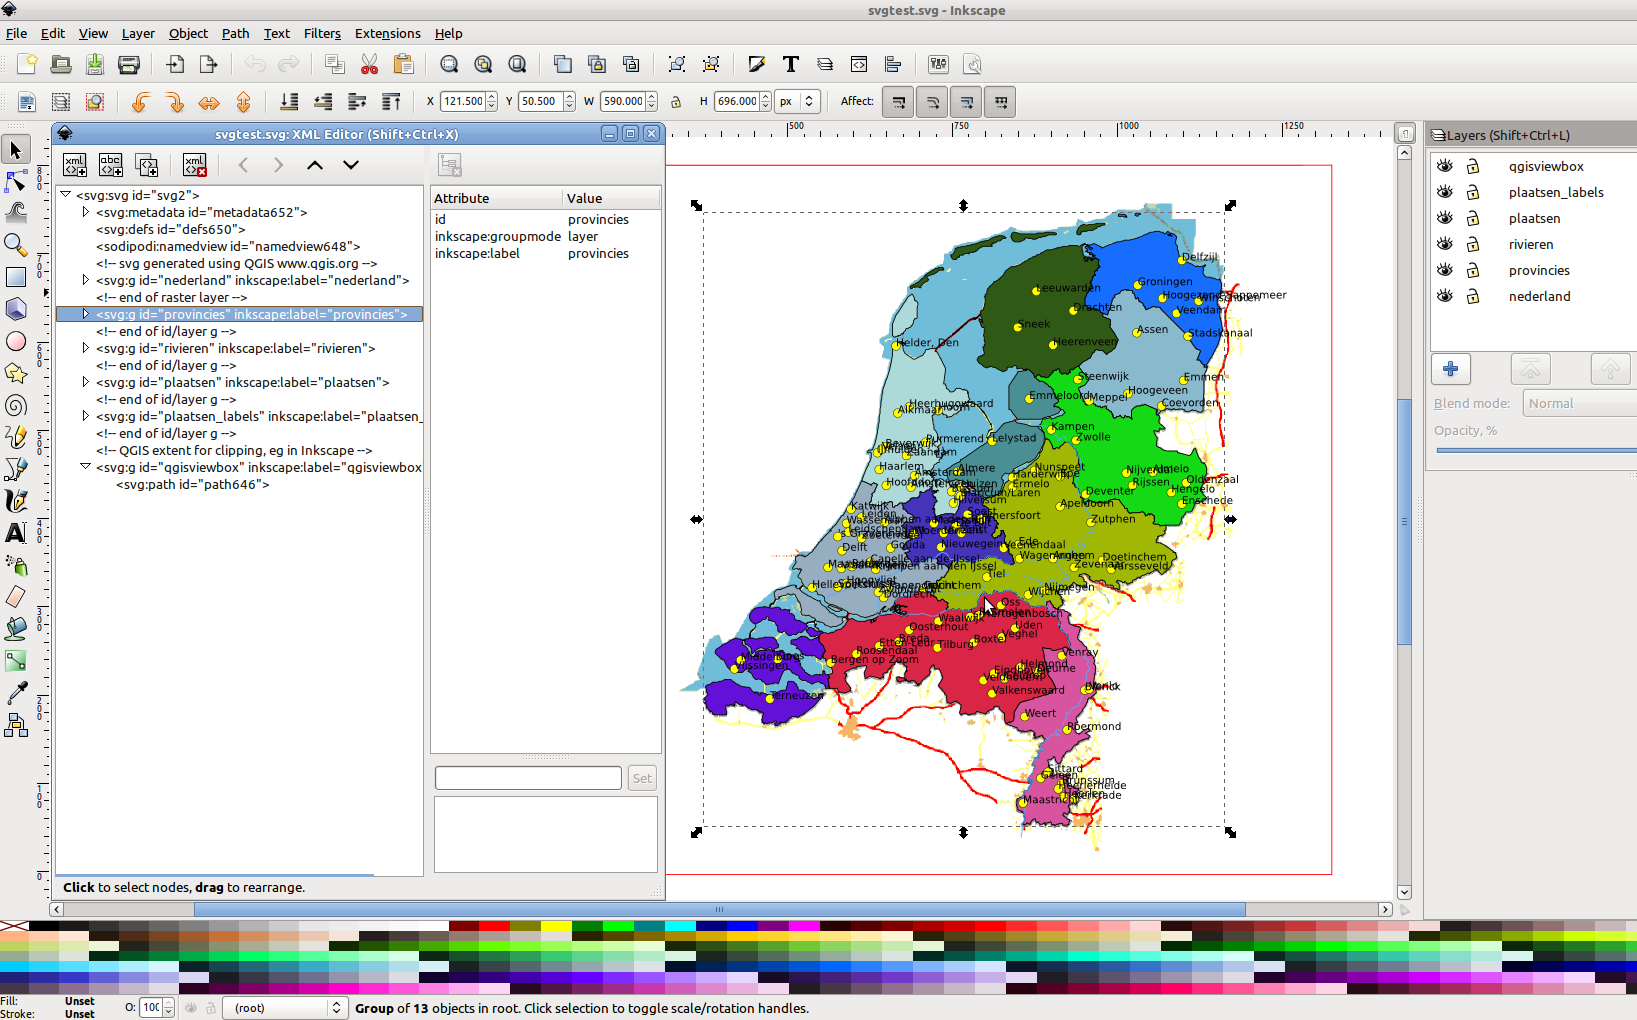 svgtest.svg - Inkscape
File Edit View Layer Object Path Text Filters Extensions Help
X 121.500 Y 50.500 W 590.000 H 696.000 px Affect:
svgtest.svg: XML Editor (Shift+Ctrl+X)
<svg:svg id="svg2">
<svg:metadata id="metadata652">
<svg:defs id="defs650">
<sodipodi:namedview id="namedview648">
<!-- svg generated using QGIS www.qgis.org -->
<svg:g id="nederland" inkscape:label="nederland">
<!-- end of raster layer -->
<svg:g id="provincies" inkscape:label="provincies">
<!-- end of id/layer g -->
<svg:g id="rivieren" inkscape:label="rivieren">
<!-- end of id/layer g -->
<svg:g id="plaatsen" inkscape:label="plaatsen">
<!-- end of id/layer g -->
<svg:g id="plaatsen_labels" inkscape:label="plaatsen_
<!-- end of id/layer g -->
<!-- QGIS extent for clipping, eg in Inkscape -->
<svg:g id="qgisviewbox" inkscape:label="qgisviewbox
<svg:path id="path646">
Click to select nodes, drag to rearrange.
Attribute Value
id provincies
inkscape:groupmode layer
inkscape:label provincies
Set
500 750 1000 1250
Delfzijl
Groningen
Leeuwarden
Winschoten
Drachten
Veendam
Sneek
Assen
Stadskanaal
Helder, Den
Heerenveen
Steenwijk
Emmen
Emmeloord
Meppel
Hoogeveen
Coevorden
Heerhugowaard
Alkmaar
Hoorn
Kampen
Zwolle
Beverwijk
Purmerend
Lelystad
Haarlem
Almere
Nunspeet
Harderwijk
Ermelo
Nijverdal
Almelo
Rijssen
Oldenzaal
Hengelo
Enschede
Deventer
Apeldoorn
Zutphen
Huizen
Hilversum
Soest
Katwijk
Leiden
Delft
Gouda
Nieuwegein
Ede
Veenendaal
Wageningen
Arnhem
Zevenaar
Doetinchem
Varsseveld
Tiel
Capelle aan de IJssel
Hoogvliet
Dordrecht
Nijmegen
Wijchen
Oss
Waalwijk
Oosterhout
Uden
Veghel
Breda
Etten-Leur
Tilburg
Boxtel
Roosendaal
Bergen op Zoom
Middelburg
Goes
Vlissingen
Terneuzen
Venray
Helmond
Deurne
Eindhoven
Veldhoven
Valkenswaard
Venlo
Weert
Roermond
Sittard
Geleen
Brunssum
Heerlen
Kerkrade
Maastricht
Layers (Shift+Ctrl+L)
qgisviewbox
plaatsen_labels
plaatsen
rivieren
provincies
nederland
Blend mode: Normal
Opacity, %
Fill: Unset
Stroke: Unset
O: 100 (root) Group of 13 objects in root. Click selection to toggle scale/rotation handles.